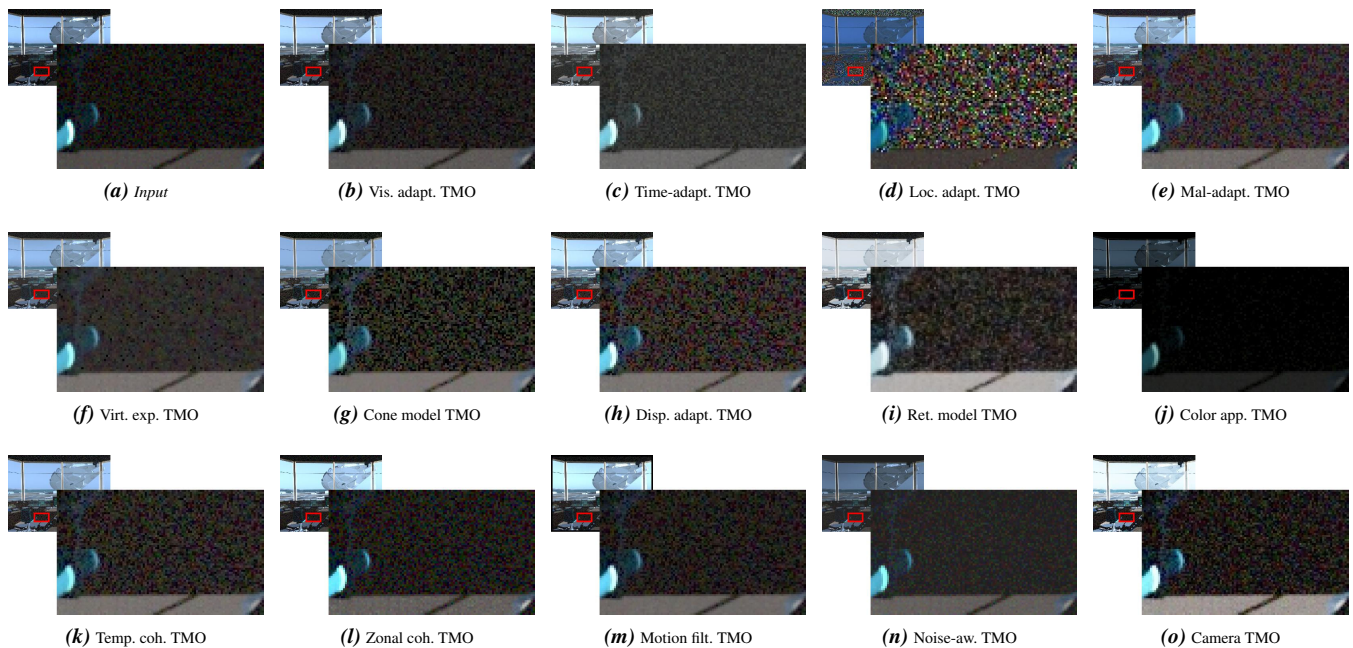 (a) Input
(b) Vis. adapt. TMO
(c) Time-adapt. TMO
(d) Loc. adapt. TMO
(e) Mal-adapt. TMO
(f) Virt. exp. TMO
(g) Cone model TMO
(h) Disp. adapt. TMO
(i) Ret. model TMO
(j) Color app. TMO
(k) Temp. coh. TMO
(l) Zonal coh. TMO
(m) Motion filt. TMO
(n) Noise-aw. TMO
(o) Camera TMO